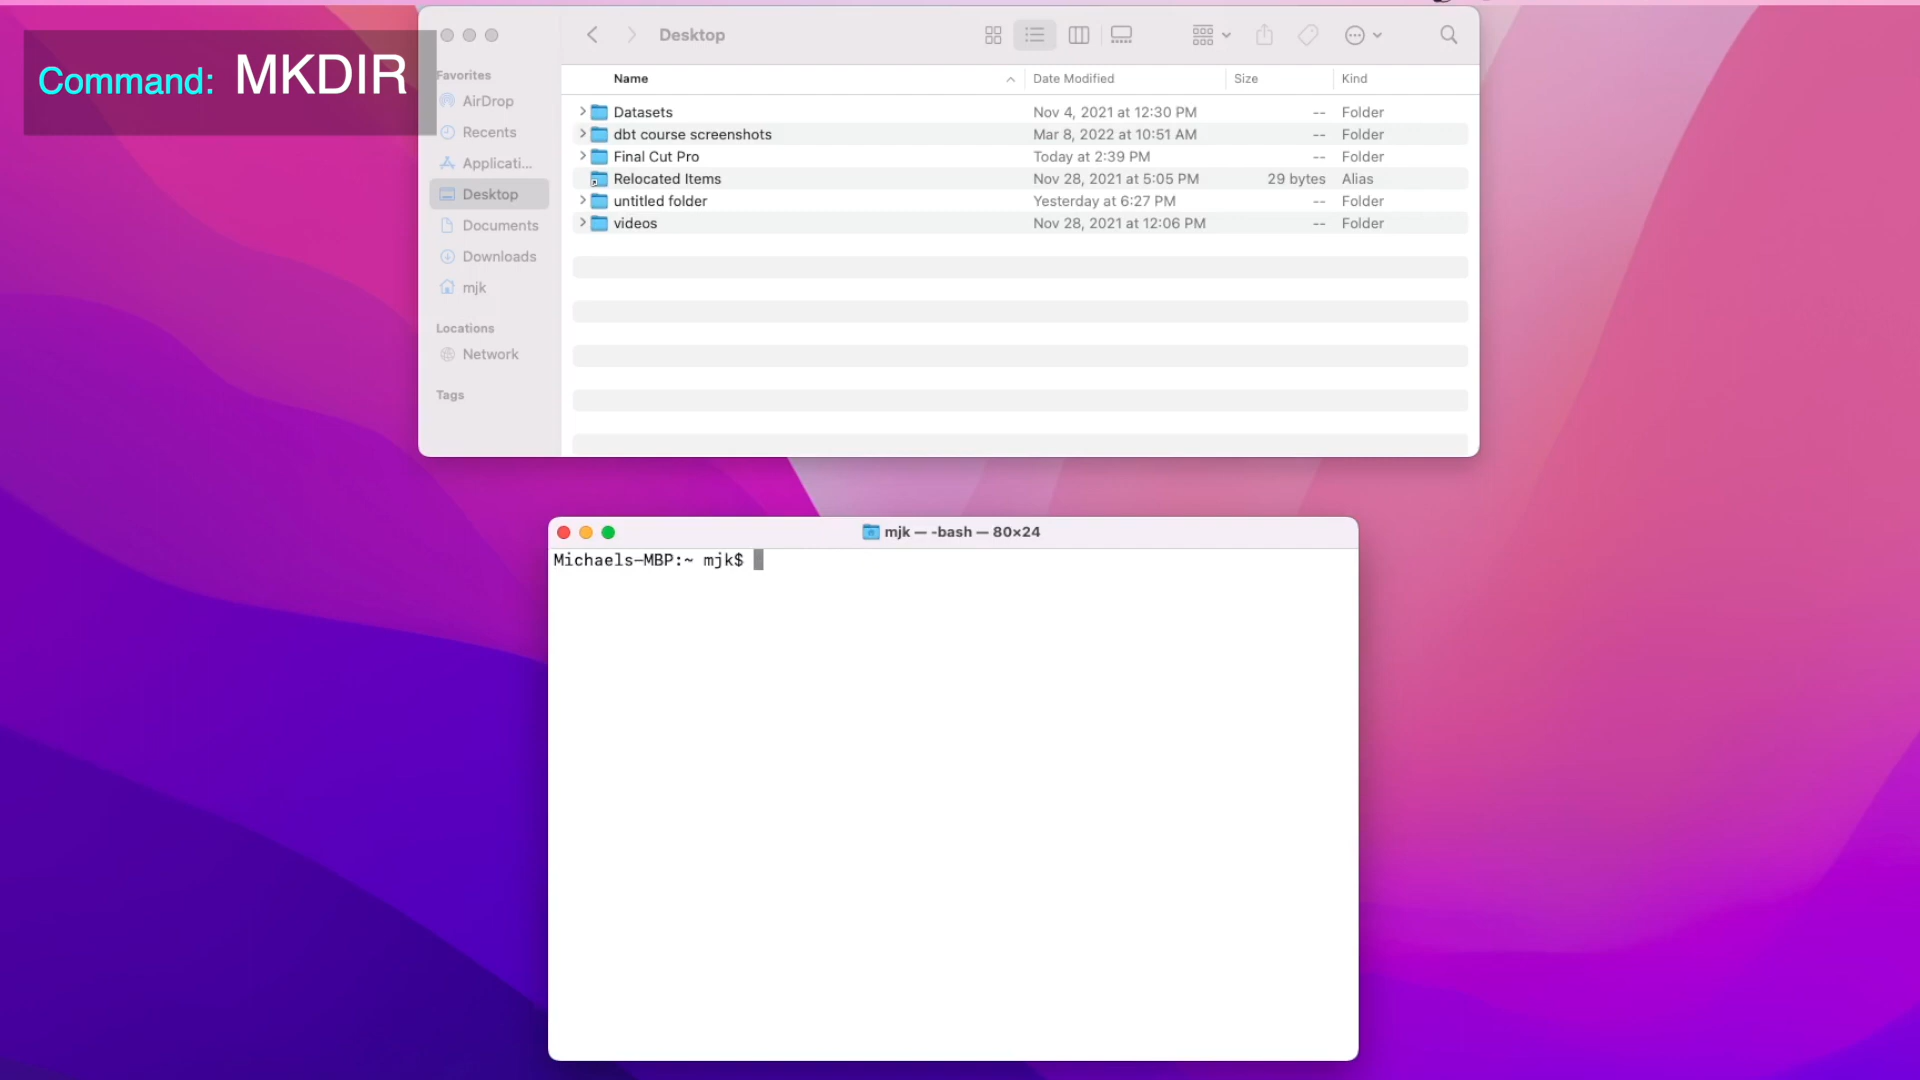 Command: MKDIR
Desktop
Favorites
AirDrop
Recents
Applicati...
Desktop
Documents
Downloads
mjk
Locations
Network
Tags
Name Date Modified Size Kind
Datasets Nov 4, 2021 at 12:30 PM -- Folder
dbt course screenshots Mar 8, 2022 at 10:51 AM -- Folder
Final Cut Pro Today at 2:39 PM -- Folder
Relocated Items Nov 28, 2021 at 5:05 PM 29 bytes Alias
untitled folder Yesterday at 6:27 PM -- Folder
videos Nov 28, 2021 at 12:06 PM -- Folder
mjk — -bash — 80×24
Michaels-MBP:~ mjk$